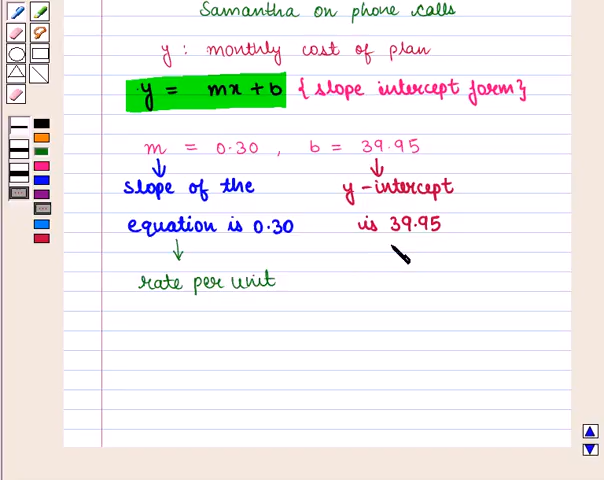 Samantha on phone calls
y : monthly cost of plan
y = mx + b { slope intercept form }
m = 0.30 , b = 39.95
slope of the y-intercept
equation is 0.30 is 39.95
rate per unit